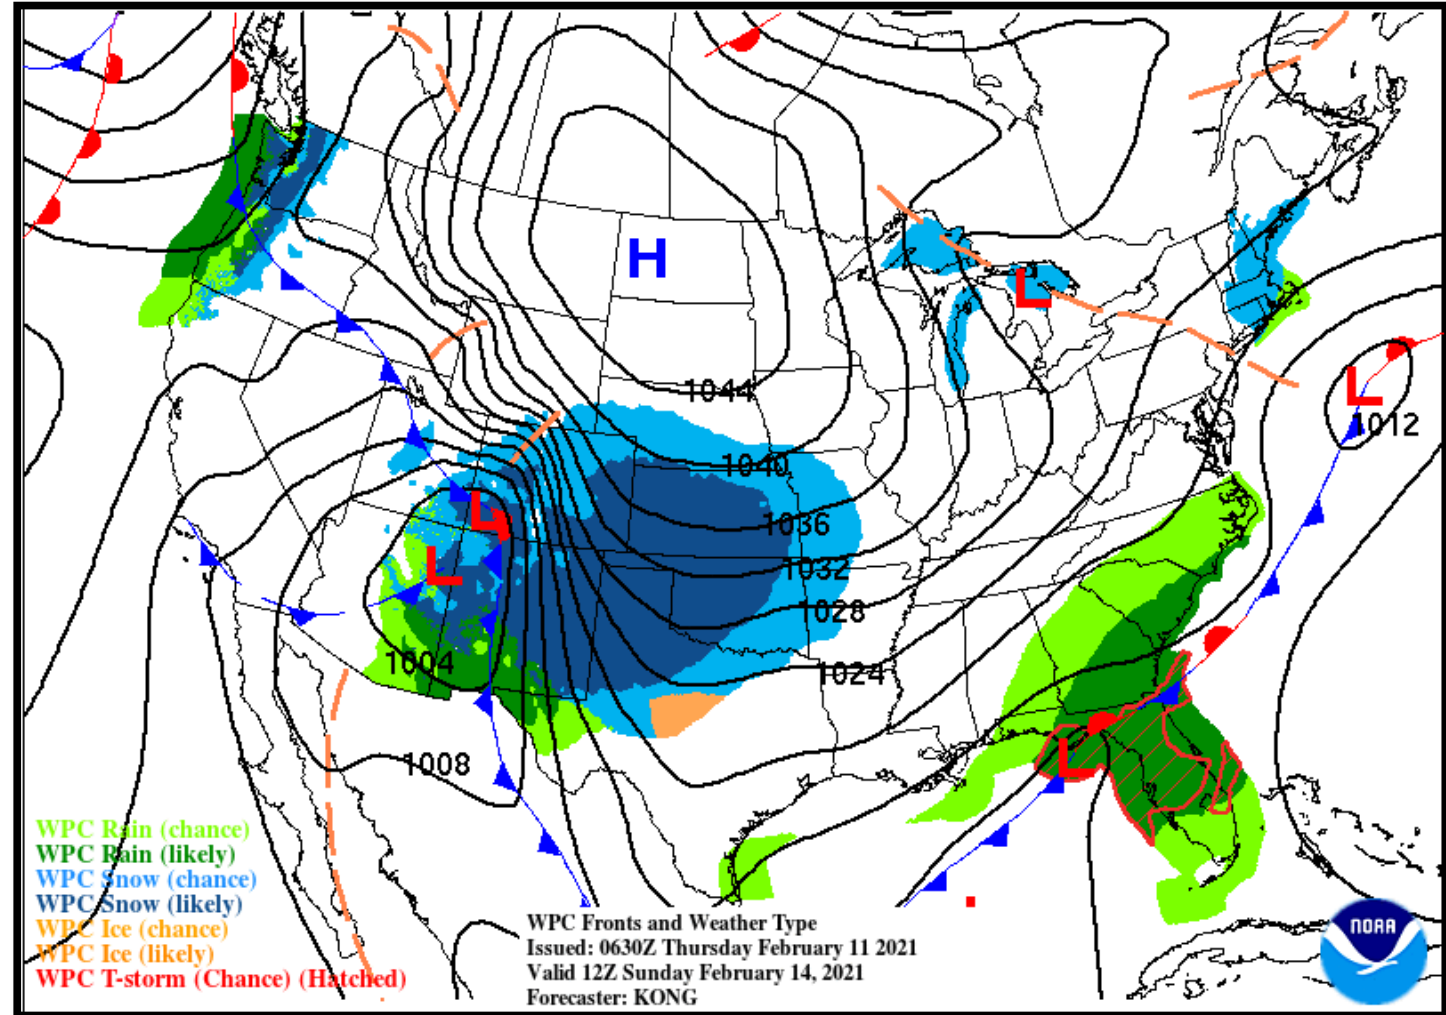 H
L
1044
L
1012
1040
L
1036
L
1032
1028
1004
1024
1008
L
WPC Rain (chance)
WPC Rain (likely)
WPC Snow (chance)
WPC Snow (likely)
WPC Ice (chance)
WPC Ice (likely)
WPC T-storm (Chance) (Hatched)
WPC Fronts and Weather Type
Issued: 0630Z Thursday February 11 2021
Valid 12Z Sunday February 14, 2021
Forecaster: KONG
NOAA